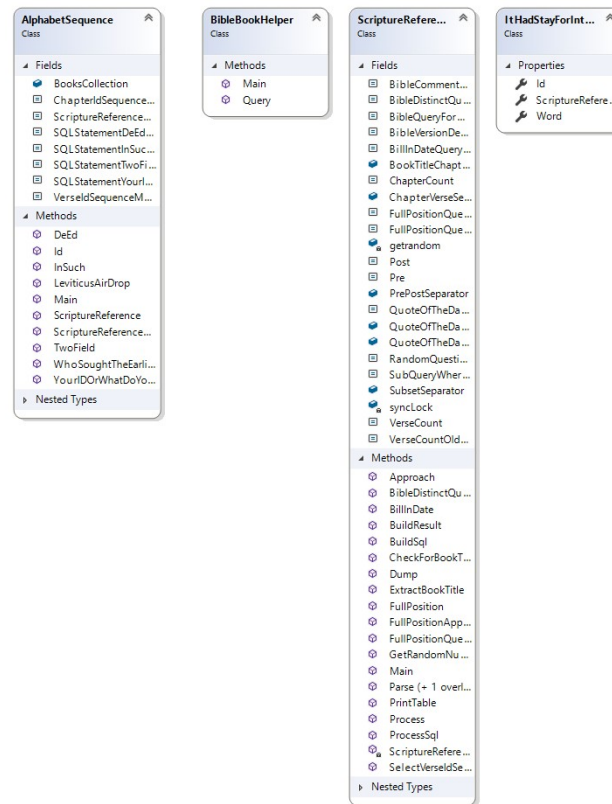 AlphabetSequence
Class
Fields
BooksCollection
ChapterIdSequence...
ScriptureReference...
SQLStatementDeEd...
SQLStatementInSuc...
SQLStatementTwoFi...
SQLStatementYourI...
VerseIdSequenceM...
Methods
DeEd
Id
InSuch
LeviticusAirDrop
Main
ScriptureReference
ScriptureReference...
TwoField
WhoSoughtTheEarli...
YourIDOrWhatDoYo...
Nested Types
BibleBookHelper
Class
Methods
Main
Query
ScriptureRefere...
Class
Fields
BibleComment...
BibleDistinctQu...
BibleQueryFor...
BibleVersionDe...
BillInDateQuery...
BookTitleChapt...
ChapterCount
ChapterVerseSe...
FullPositionQue...
FullPositionQue...
getrandom
Post
Pre
PrePostSeparator
QuoteOfTheDa...
QuoteOfTheDa...
QuoteOfTheDa...
RandomQuesti...
SubQueryWher...
SubsetSeparator
syncLock
VerseCount
VerseCountOld...
Methods
Approach
BibleDistinctQu...
BillInDate
BuildResult
BuildSql
CheckForBookT...
Dump
ExtractBookTitle
FullPosition
FullPositionApp...
FullPositionQue...
GetRandomNu...
Main
Parse (+ 1 overl...
PrintTable
Process
ProcessSql
ScriptureRefere...
SelectVerseIdSe...
Nested Types
ItHadStayForInt...
Class
Properties
Id
ScriptureRefere...
Word